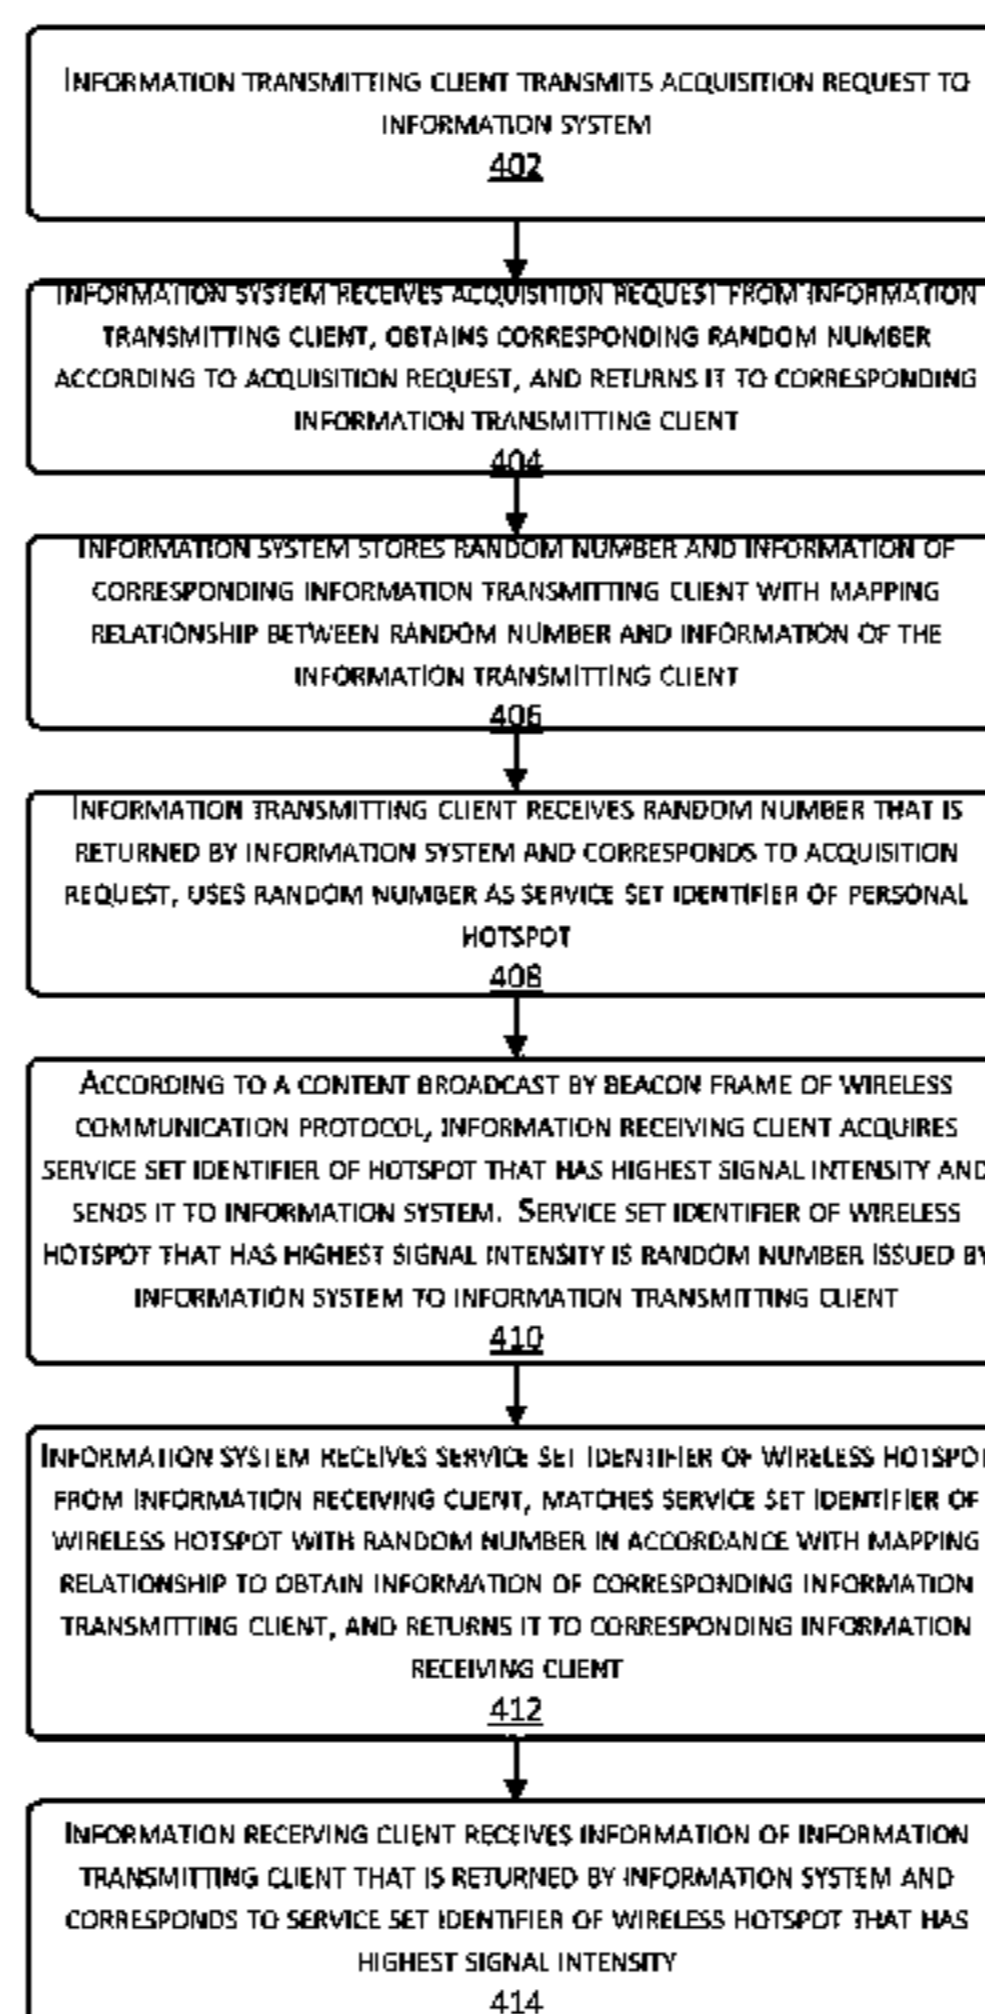 INFORMATION TRANSMITTING CLIENT TRANSMITS ACQUISITION REQUEST TO
INFORMATION SYSTEM
402
INFORMATION SYSTEM RECEIVES ACQUISITION REQUEST FROM INFORMATION
TRANSMITTING CLIENT, OBTAINS CORRESPONDING RANDOM NUMBER
ACCORDING TO ACQUISITION REQUEST, AND RETURNS IT TO CORRESPONDING
INFORMATION TRANSMITTING CLIENT
404
INFORMATION SYSTEM STORES RANDOM NUMBER AND INFORMATION OF
CORRESPONDING INFORMATION TRANSMITTING CLIENT WITH MAPPING
RELATIONSHIP BETWEEN RANDOM NUMBER AND INFORMATION OF THE
INFORMATION TRANSMITTING CLIENT
406
INFORMATION TRANSMITTING CLIENT RECEIVES RANDOM NUMBER THAT IS
RETURNED BY INFORMATION SYSTEM AND CORRESPONDS TO ACQUISITION
REQUEST, USES RANDOM NUMBER AS SERVICE SET IDENTIFIER OF PERSONAL
HOTSPOT
408
ACCORDING TO A CONTENT BROADCAST BY BEACON FRAME OF WIRELESS
COMMUNICATION PROTOCOL, INFORMATION RECEIVING CLIENT ACQUIRES
SERVICE SET IDENTIFIER OF HOTSPOT THAT HAS HIGHEST SIGNAL INTENSITY AND
SENDS IT TO INFORMATION SYSTEM. SERVICE SET IDENTIFIER OF WIRELESS
HOTSPOT THAT HAS HIGHEST SIGNAL INTENSITY IS RANDOM NUMBER ISSUED BY
INFORMATION SYSTEM TO INFORMATION TRANSMITTING CLIENT
410
INFORMATION SYSTEM RECEIVES SERVICE SET IDENTIFIER OF WIRELESS HOTSPOT
FROM INFORMATION RECEIVING CLIENT, MATCHES SERVICE SET IDENTIFIER OF
WIRELESS HOTSPOT WITH RANDOM NUMBER IN ACCORDANCE WITH MAPPING
RELATIONSHIP TO OBTAIN INFORMATION OF CORRESPONDING INFORMATION
TRANSMITTING CLIENT, AND RETURNS IT TO CORRESPONDING INFORMATION
RECEIVING CLIENT
412
INFORMATION RECEIVING CLIENT RECEIVES INFORMATION OF INFORMATION
TRANSMITTING CLIENT THAT IS RETURNED BY INFORMATION SYSTEM AND
CORRESPONDS TO SERVICE SET IDENTIFIER OF WIRELESS HOTSPOT THAT HAS
HIGHEST SIGNAL INTENSITY
414